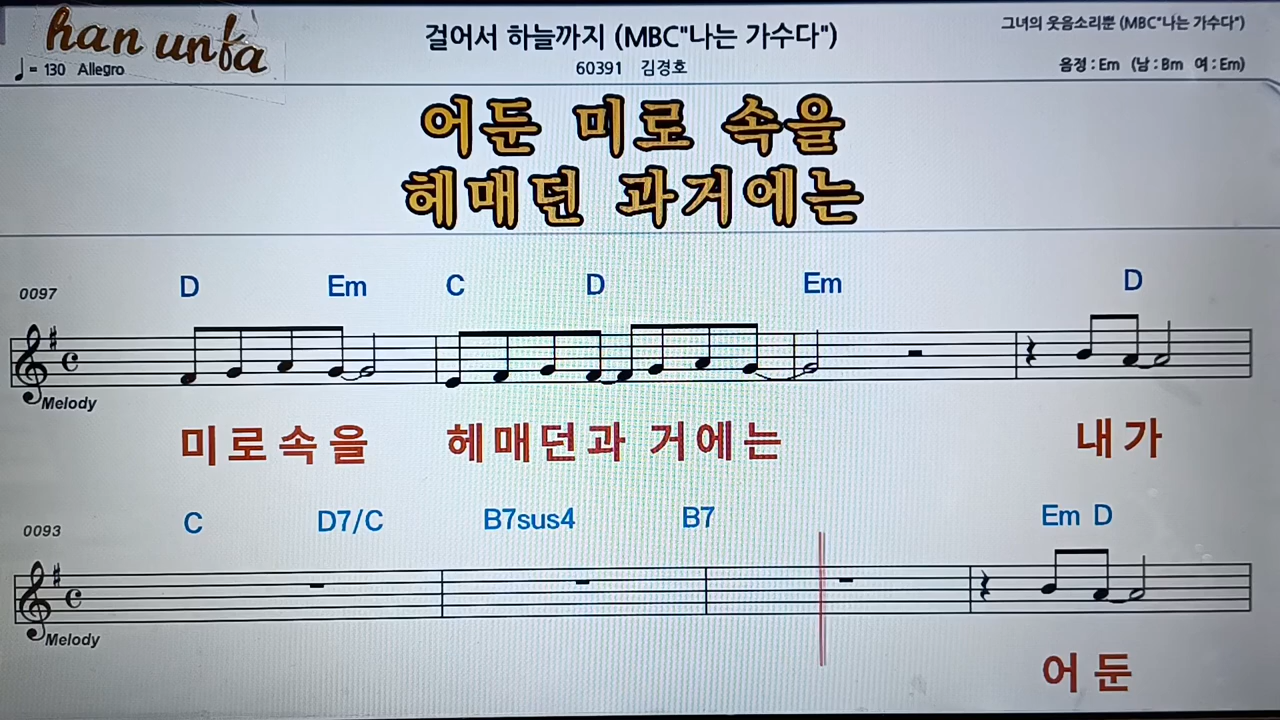 han unfa
걸어서 하늘까지 (MBC"나는 가수다")
그녀의 웃음소리뿐 (MBC"나는 가수다")
♩= 130 Allegro
60391 김경호
음정 : Em (남 : Bm 여 : Em)
어둔 미로 속을
헤매던 과거에는
0097 D Em C D Em D
Melody
미로속을 헤매던과 거에는 내가
0093 C D7/C B7sus4 B7 Em D
Melody
어둔